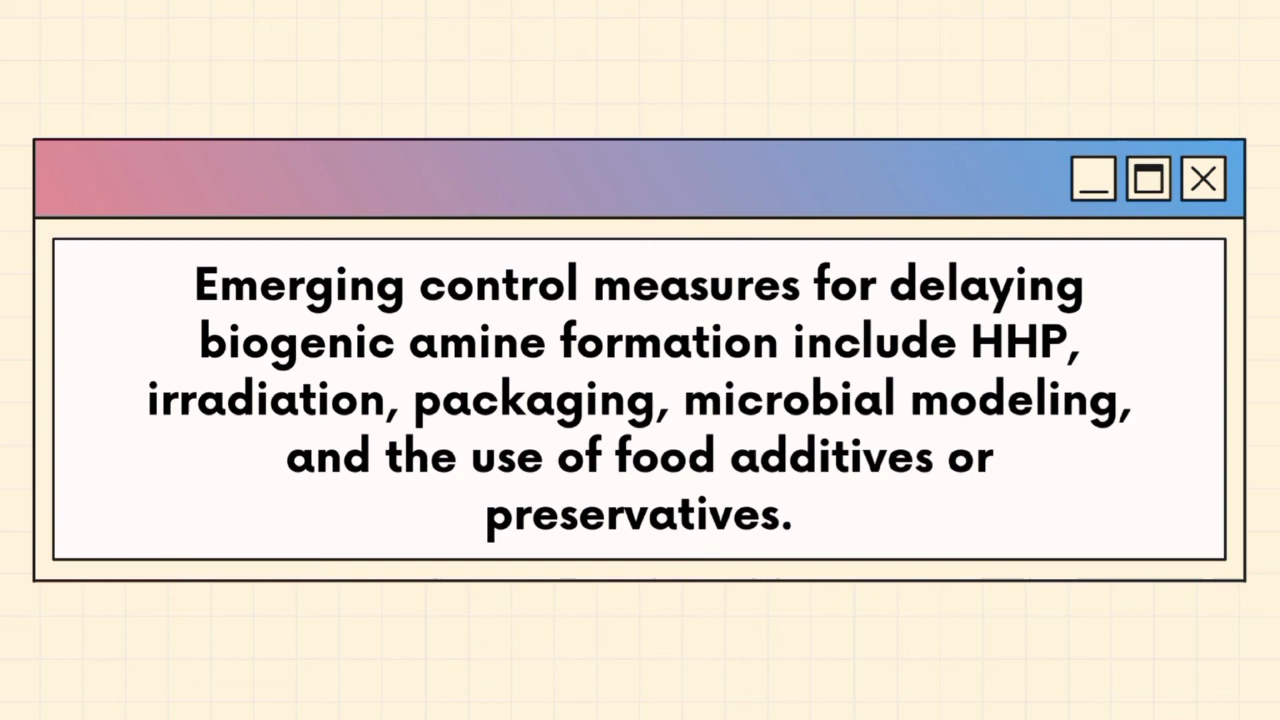 Emerging control measures for delaying
biogenic amine formation include HHP,
irradiation, packaging, microbial modeling,
and the use of food additives or
preservatives.